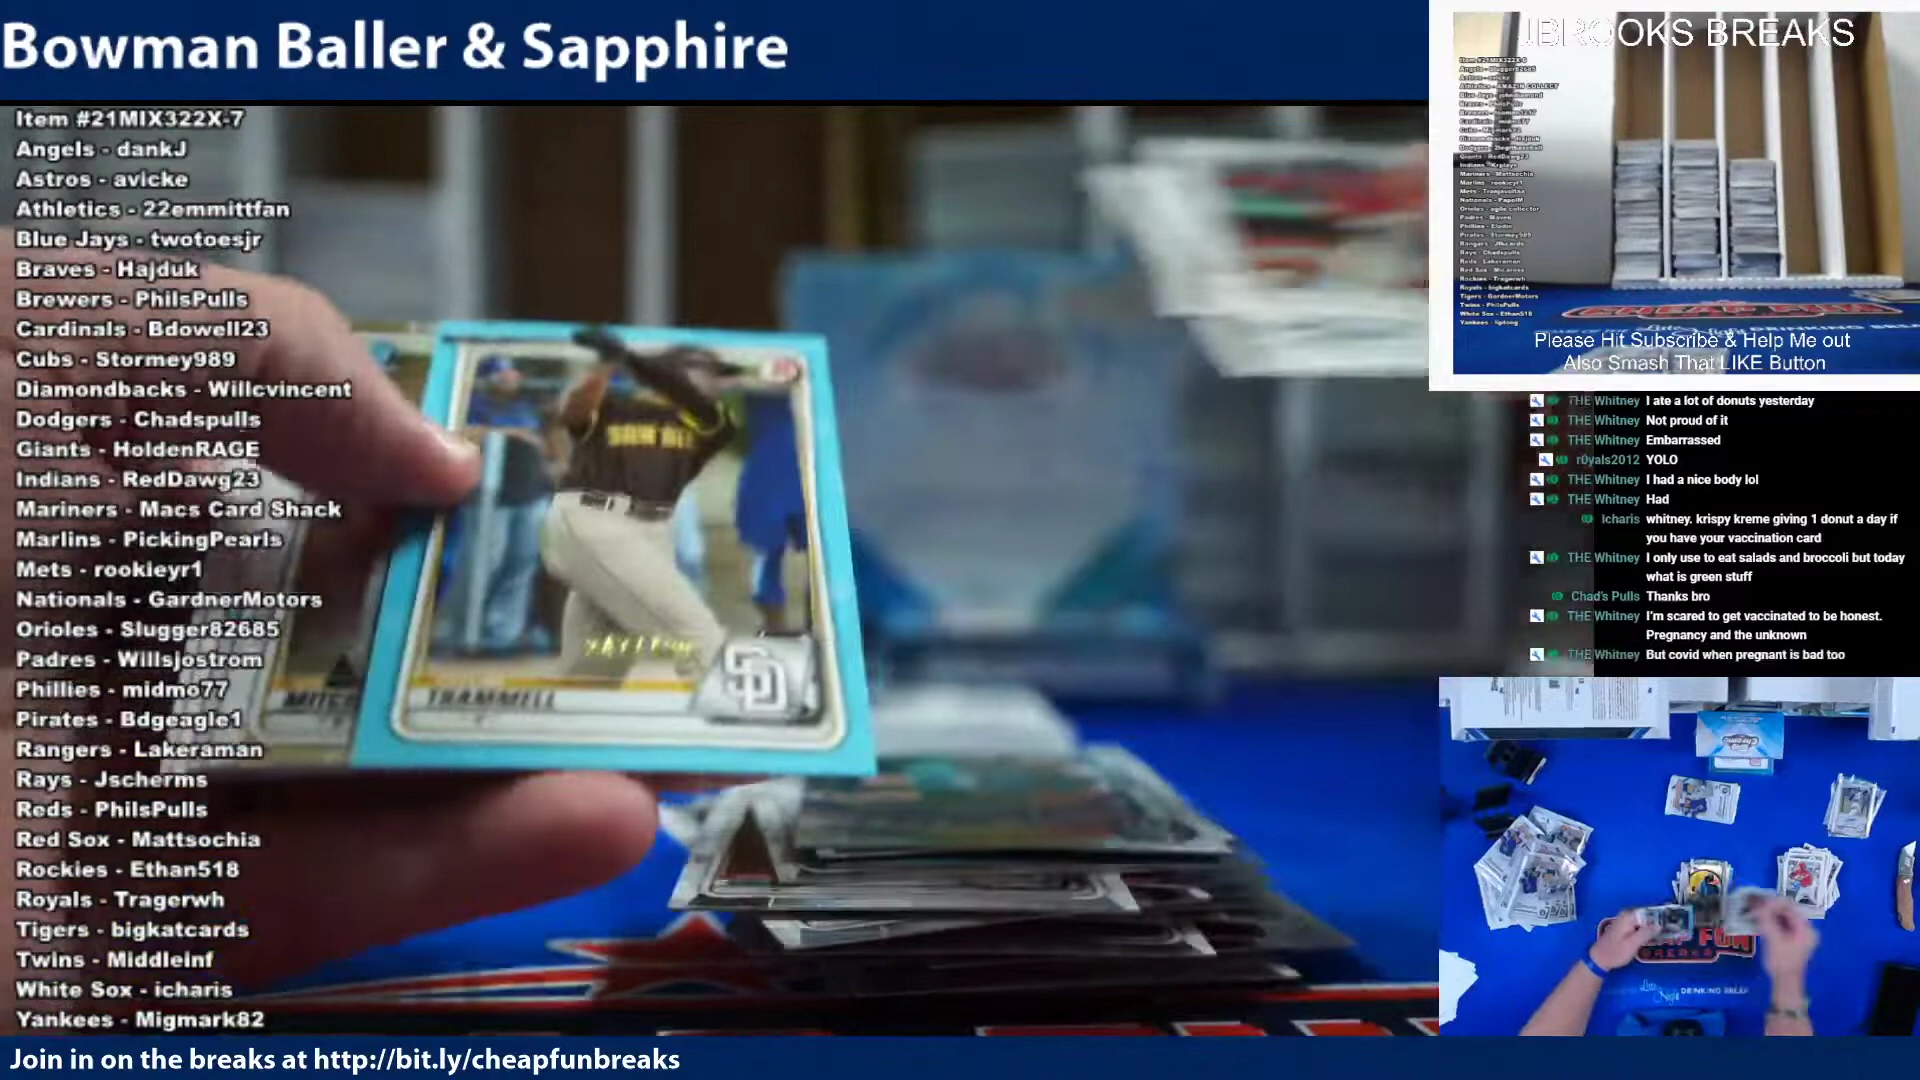 Bowman Baller & Sapphire
Item #21MIX322X-7
Angels - dankJ
Astros - avicke
Athletics - 22emmittfan
Blue Jays - twotoesjr
Braves - Hajduk
Brewers - PhilsPulls
Cardinals - Bdowell23
Cubs - Stormey989
Diamondbacks - Willcvincent
Dodgers - Chadspulls
Giants - HoldenRAGE
Indians - RedDawg23
Mariners - Macs Card Shack
Marlins - PickingPearls
Mets - rookieyr1
Nationals - GardnerMotors
Orioles - Slugger82685
Padres - Willsjostrom
Phillies - midmo77
Pirates - Bdgeagle1
Rangers - Lakeraman
Rays - Jscherms
Reds - PhilsPulls
Red Sox - Mattsochia
Rockies - Ethan518
Royals - Tragerwh
Tigers - bigkatcards
Twins - Middleinf
White Sox - icharis
Yankees - Migmark82
Join in on the breaks at http://bit.ly/cheapfunbreaks
TRAMMELL
SD
JBROOKS BREAKS
CHEAP FUN
DRINKING
Please Hit Subscribe & Help Me out
Also Smash That LIKE Button
THE Whitney I ate a lot of donuts yesterday
THE Whitney Not proud of it
THE Whitney Embarrassed
r0yals2012 YOLO
THE Whitney I had a nice body lol
THE Whitney Had
Icharis whitney. krispy kreme giving 1 donut a day if
you have your vaccination card
THE Whitney I only use to eat salads and broccoli but today
what is green stuff
Chad's Pulls Thanks bro
THE Whitney I'm scared to get vaccinated to be honest.
Pregnancy and the unknown
THE Whitney But covid when pregnant is bad too
FUN
DRINKING